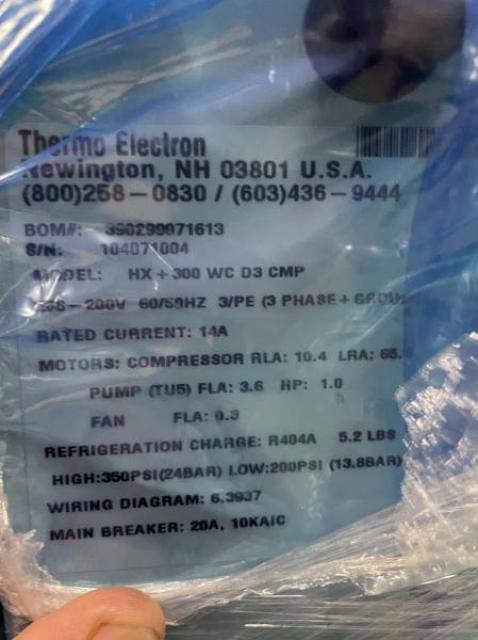 Thermo Electron
Newington, NH 03801 U.S.A.
(800)258-0830 / (603)436-9444
BOM#: 390299071613
S/N: 104071004
MODEL: HX+300 WC D3 CMP
-200V 60/50HZ 3/PE (3 PHASE+
RATED CURRENT: 14A
MOTORS: COMPRESSOR RLA: 10.4 LRA: 65.
PUMP (TU5) FLA: 3.6 HP: 1.0
FAN FLA: 0.3
REFRIGERATION CHARGE: R404A 5.2 LBS
HIGH:350PSI(24BAR) LOW:200PSI (13.8BAR)
WIRING DIAGRAM: 6.3937
MAIN BREAKER: 20A, 10KAIC